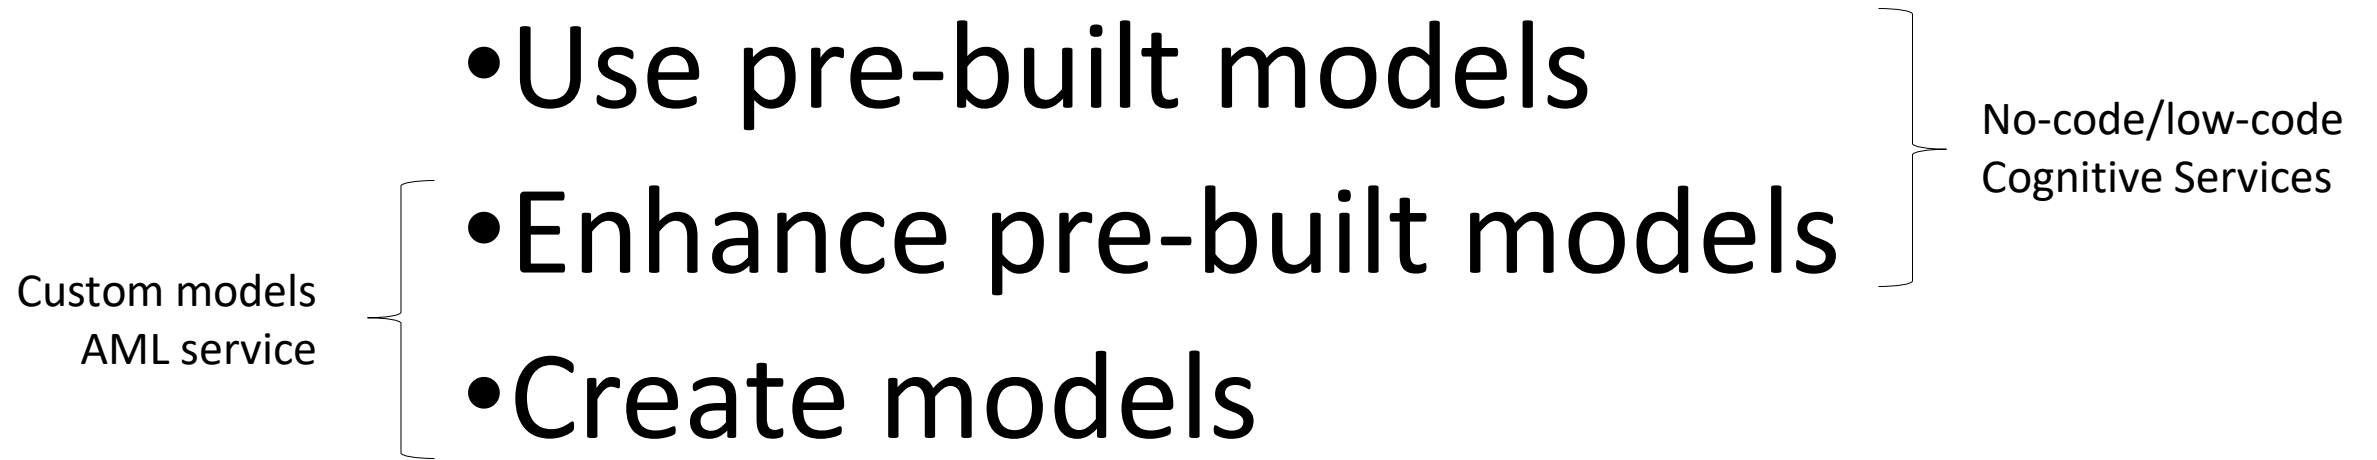 •Use pre-built models
No-code/low-code
Cognitive Services
•Enhance pre-built models
Custom models
AML service
•Create models